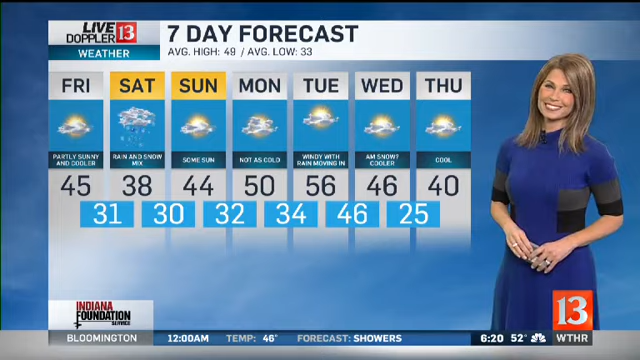 LIVE
DOPPLER 13
WEATHER
7 DAY FORECAST
AVG. HIGH: 49 / AVG. LOW: 33
FRI SAT SUN MON TUE WED THU
PARTLY SUNNY AND COOLER
RAIN AND SNOW MIX
SOME SUN
NOT AS COLD
WINDY WITH RAIN MOVING IN
AM SNOW? COOLER
COOL
45 38 44 50 56 46 40
31 30 32 34 46 25
INDIANA
FOUNDATION
SERVICE
13
BLOOMINGTON 12:00AM TEMP: 46° FORECAST: SHOWERS 6:20 52° WTHR